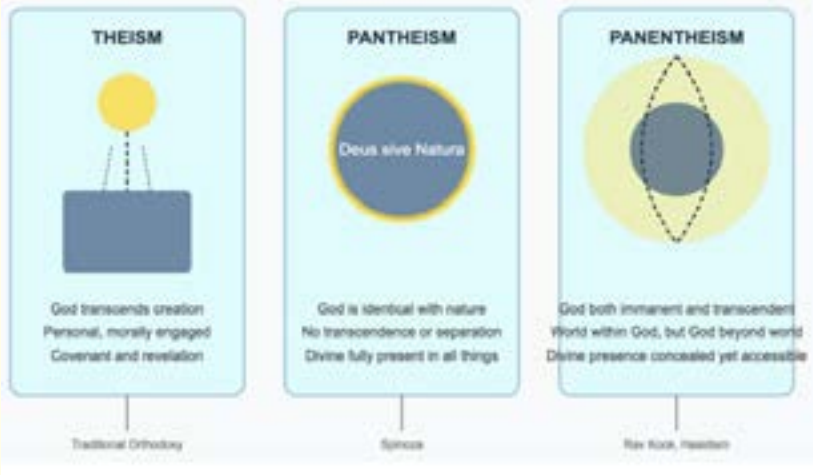 THEISM
God transcends creation
Personal, morally engaged
Covenant and revelation
Traditional Orthodoxy
PANTHEISM
Deus sive Natura
God is identical with nature
No transcendence or separation
Divine fully present in all things
Spinoza
PANENTHEISM
God both immanent and transcendent
World within God, but God beyond world
Divine presence concealed yet accessible
Rav Kook, Hasidism